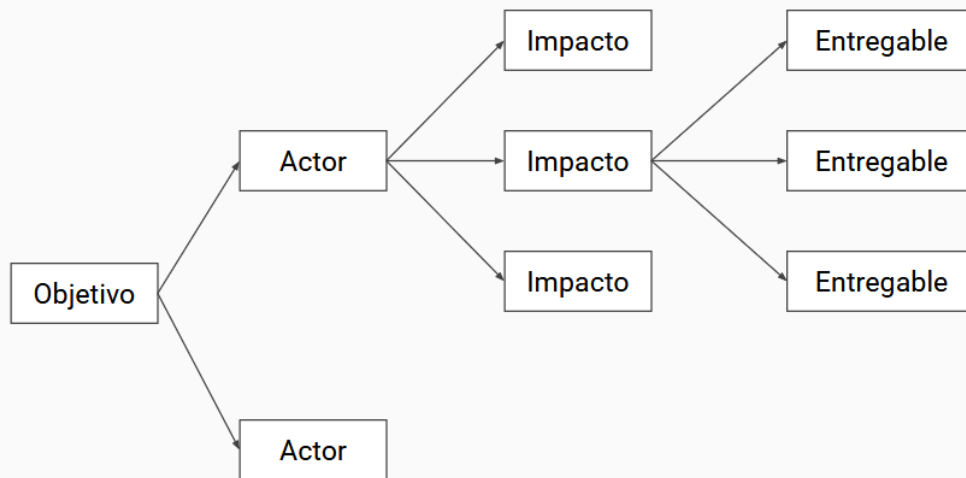 Impacto
Entregable
Actor
Impacto
Entregable
Objetivo
Impacto
Entregable
Actor